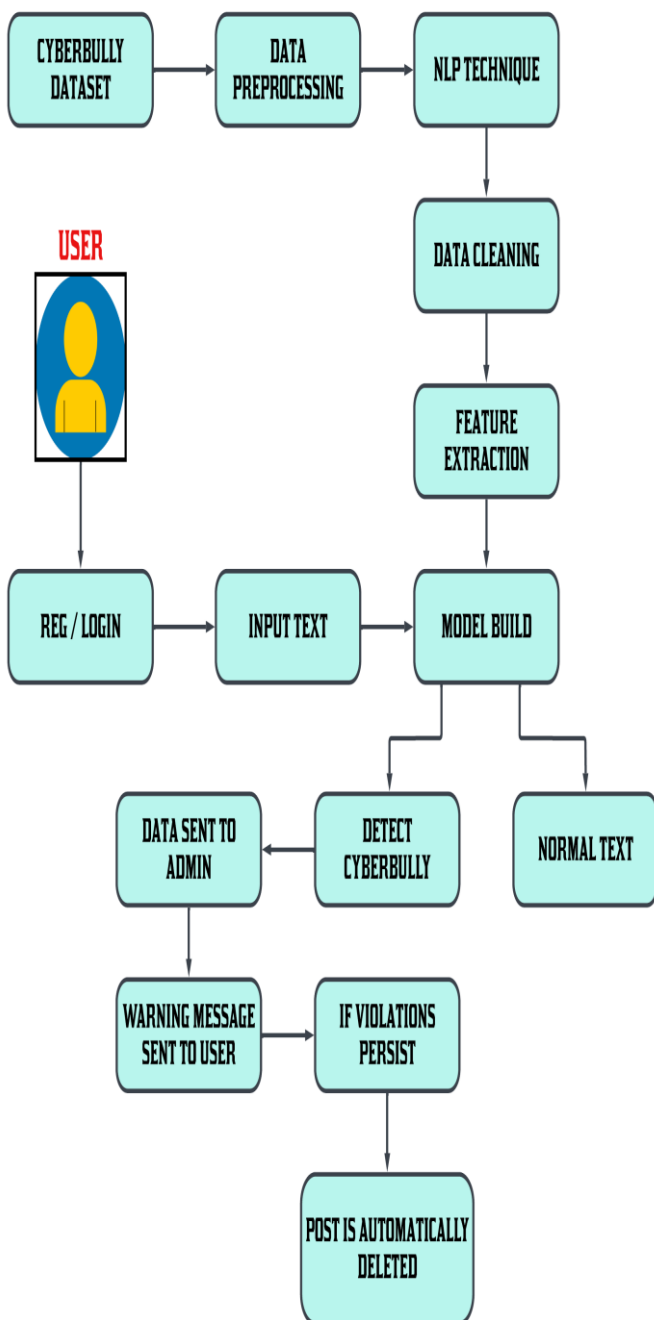 CYBERBULLY
DATASET
DATA
PREPROCESSING
NLP TECHNIQUE
DATA CLEANING
USER
FEATURE
EXTRACTION
REG / LOGIN
INPUT TEXT
MODEL BUILD
DATA SENT TO
ADMIN
DETECT
CYBERBULLY
NORMAL TEXT
WARNING MESSAGE
SENT TO USER
IF VIOLATIONS
PERSIST
POST IS AUTOMATICALLY
DELETED